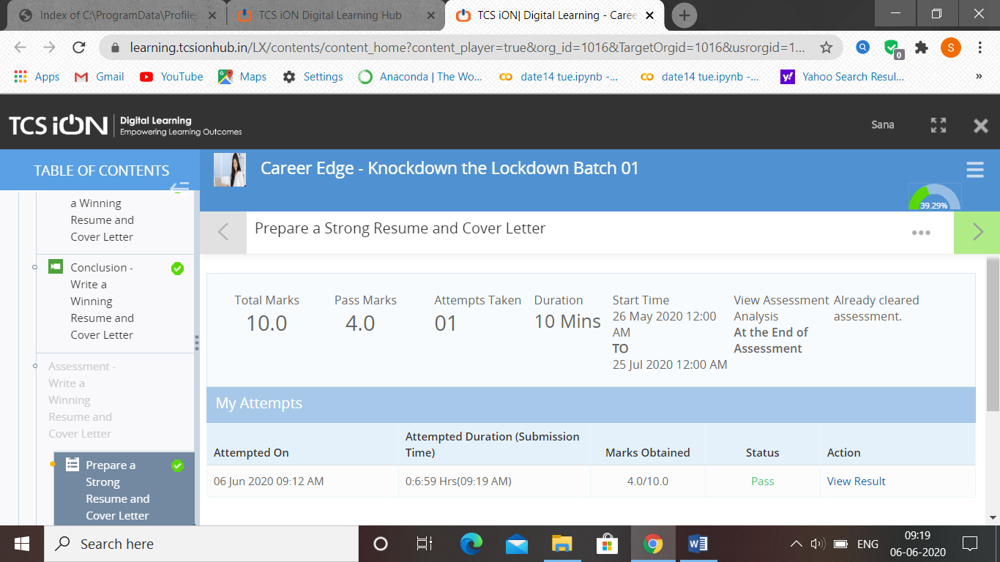 Index of C:\ProgramData\Profile
TCS iON Digital Learning Hub
TCS iON| Digital Learning - Caree
learning.tcsionhub.in/LX/contents/content_home?content_player=true&org_id=1016&TargetOrgid=1016&usrorgid=1...
0
S
Apps
Gmail
YouTube
Maps
Settings
Anaconda | The Wo...
date14 tue.ipynb -...
date14 tue.ipynb -...
Yahoo Search Resul...
»
TCS iON
Digital Learning
Empowering Learning Outcomes
Sana
TABLE OF CONTENTS
Career Edge - Knockdown the Lockdown Batch 01
39.29%
a Winning
Resume and
Cover Letter
Conclusion -
Write a
Winning
Resume and
Cover Letter
Assessment -
Write a
Winning
Resume and
Cover Letter
Prepare a
Strong
Resume and
Cover Letter
Prepare a Strong Resume and Cover Letter
Total Marks
10.0
Pass Marks
4.0
Attempts Taken
01
Duration
10 Mins
Start Time
26 May 2020 12:00
AM
TO
25 Jul 2020 12:00 AM
View Assessment
Analysis
At the End of
Assessment
Already cleared
assessment.
My Attempts
Attempted On
Attempted Duration (Submission
Time)
Marks Obtained
Status
Action
06 Jun 2020 09:12 AM
0:6:59 Hrs(09:19 AM)
4.0/10.0
Pass
View Result
Search here
ENG
09:19
06-06-2020